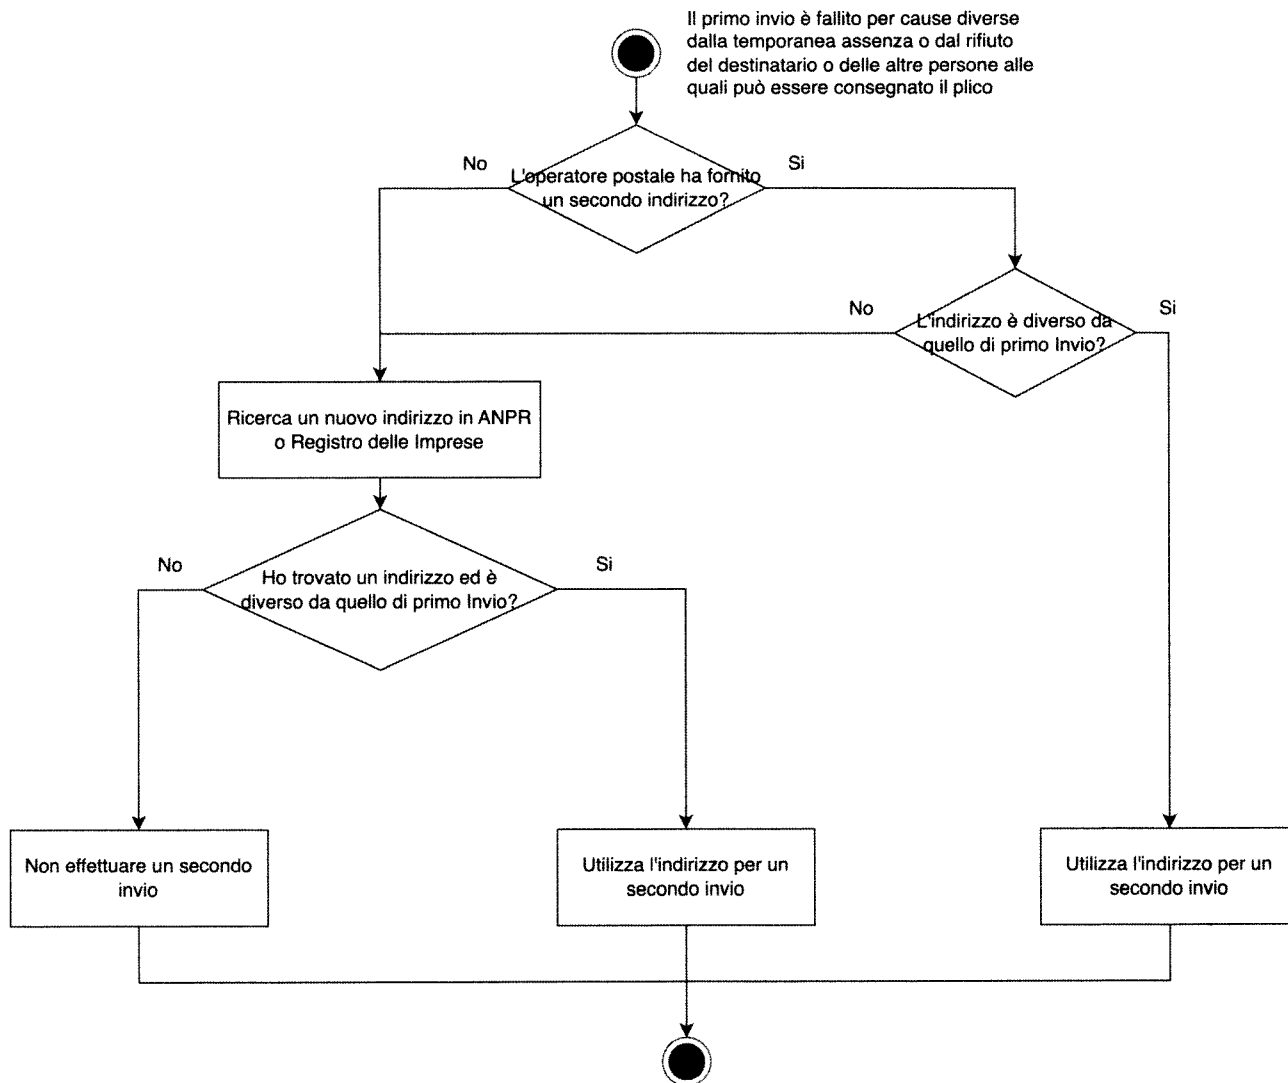 Il primo invio è fallito per cause diverse
dalla temporanea assenza o dal rifiuto
del destinatario o delle altre persone alle
quali può essere consegnato il plico
No
Si
L'operatore postale ha fornito
un secondo indirizzo?
No
Si
L'indirizzo è diverso da
quello di primo Invio?
Ricerca un nuovo indirizzo in ANPR
o Registro delle Imprese
No
Si
Ho trovato un indirizzo ed è
diverso da quello di primo Invio?
Non effettuare un secondo
invio
Utilizza l'indirizzo per un
secondo invio
Utilizza l'indirizzo per un
secondo invio